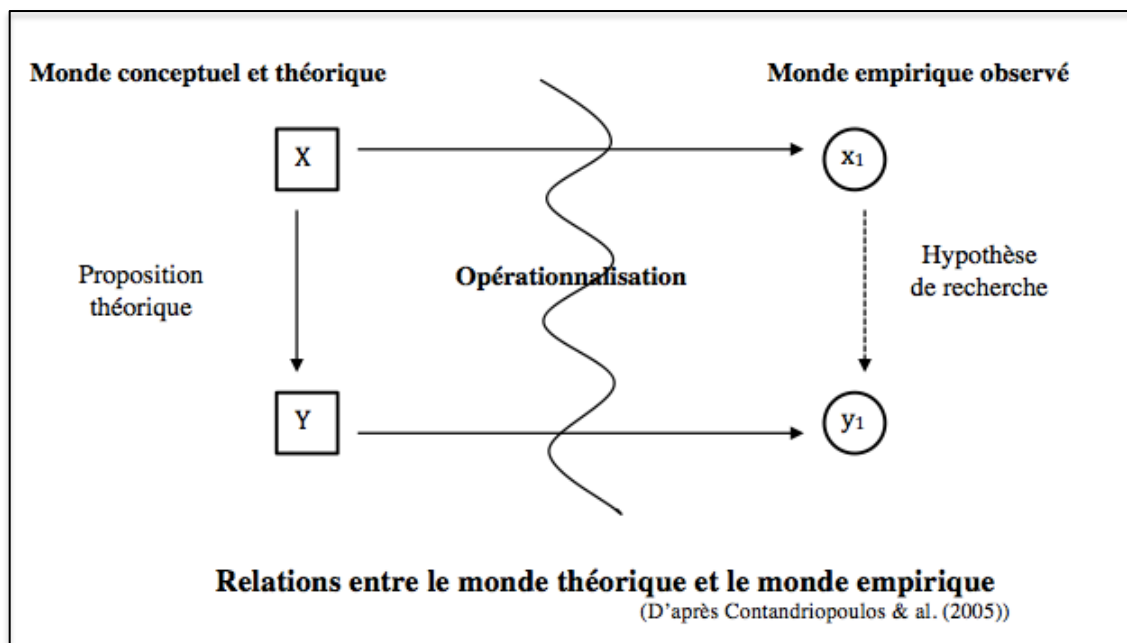 Monde conceptuel et théorique
Monde empirique observé
X
x₁
Proposition
théorique
Opérationnalisation
Hypothèse
de recherche
Y
y₁
Relations entre le monde théorique et le monde empirique
(D'après Contandriopoulos & al. (2005))